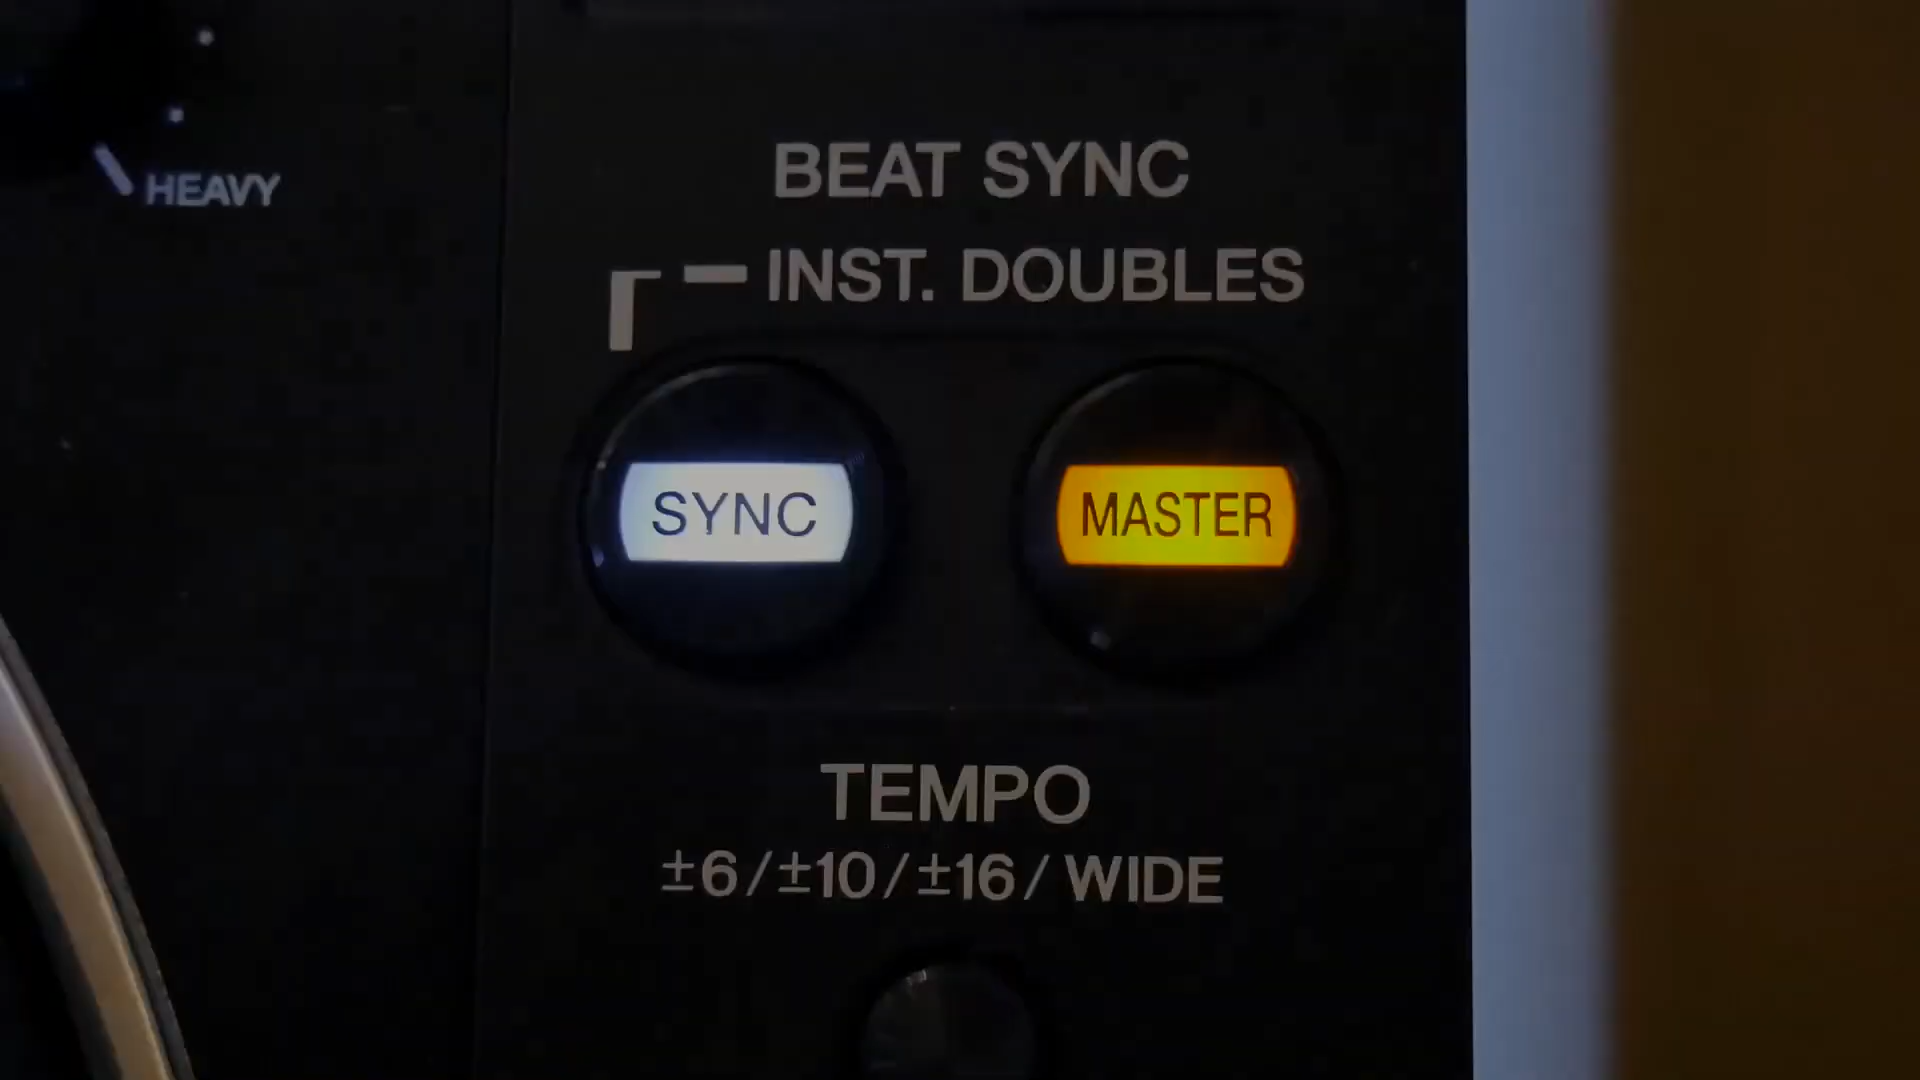 HEAVY
BEAT SYNC
INST. DOUBLES
SYNC
MASTER
TEMPO
±6/±10/±16/ WIDE